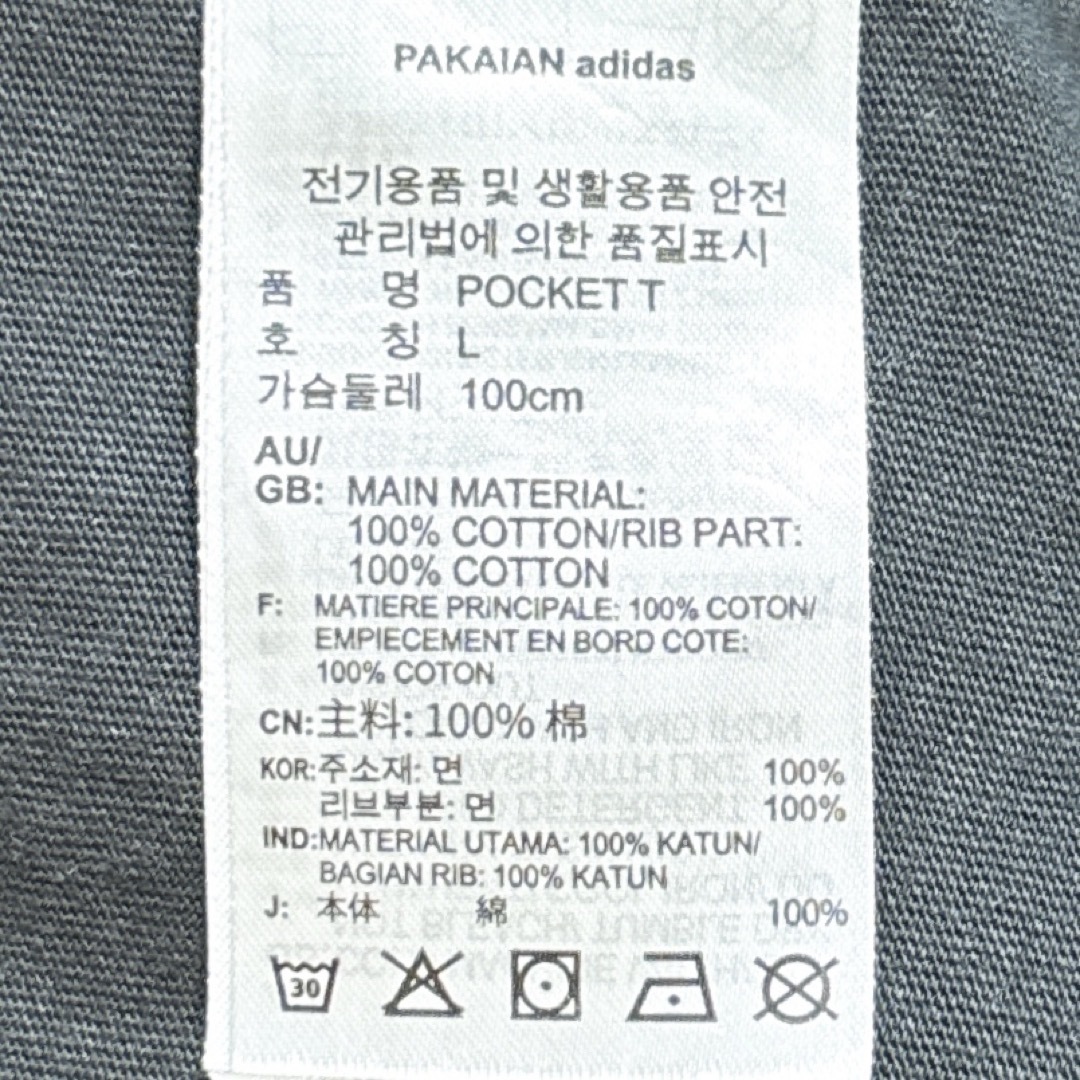 PAKAIAN adidas
전기용품 및 생활용품 안전
관리법에 의한 품질표시
품 명 POCKET T
호 칭 L
가슴둘레 100cm
AU/
GB: MAIN MATERIAL:
100% COTTON/RIB PART:
100% COTTON
F: MATIERE PRINCIPALE: 100% COTON/
EMPIECEMENT EN BORD COTE:
100% COTON
CN:主料: 100% 棉
KOR:주소재: 면 100%
리브부분: 면 100%
IND:MATERIAL UTAMA: 100% KATUN/
BAGIAN RIB: 100% KATUN
J: 本体 綿 100%
30